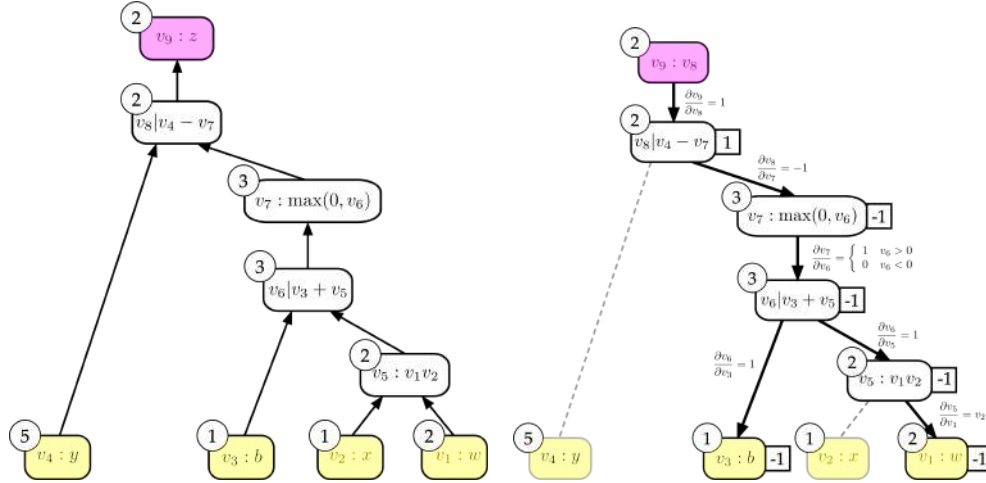 2
v₉ : z
2
v₈|v₄ − v₇
3
v₇ : max(0, v₆)
3
v₆|v₃ + v₅
2
v₅ : v₁v₂
5
v₄ : y
1
v₃ : b
1
v₂ : x
2
v₁ : w
2
v₉ : v₈
∂v₉/∂v₈ = 1
2
v₈|v₄ − v₇
1
∂v₈/∂v₇ = −1
3
v₇ : max(0, v₆)
-1
∂v₇/∂v₆ = { 1 v₆ > 0
0 v₆ < 0
3
v₆|v₃ + v₅
-1
∂v₆/∂v₃ = 1
∂v₆/∂v₅ = 1
2
v₅ : v₁v₂
-1
∂v₅/∂v₁ = v₂
5
v₄ : y
1
v₃ : b
-1
1
v₂ : x
2
v₁ : w
-1